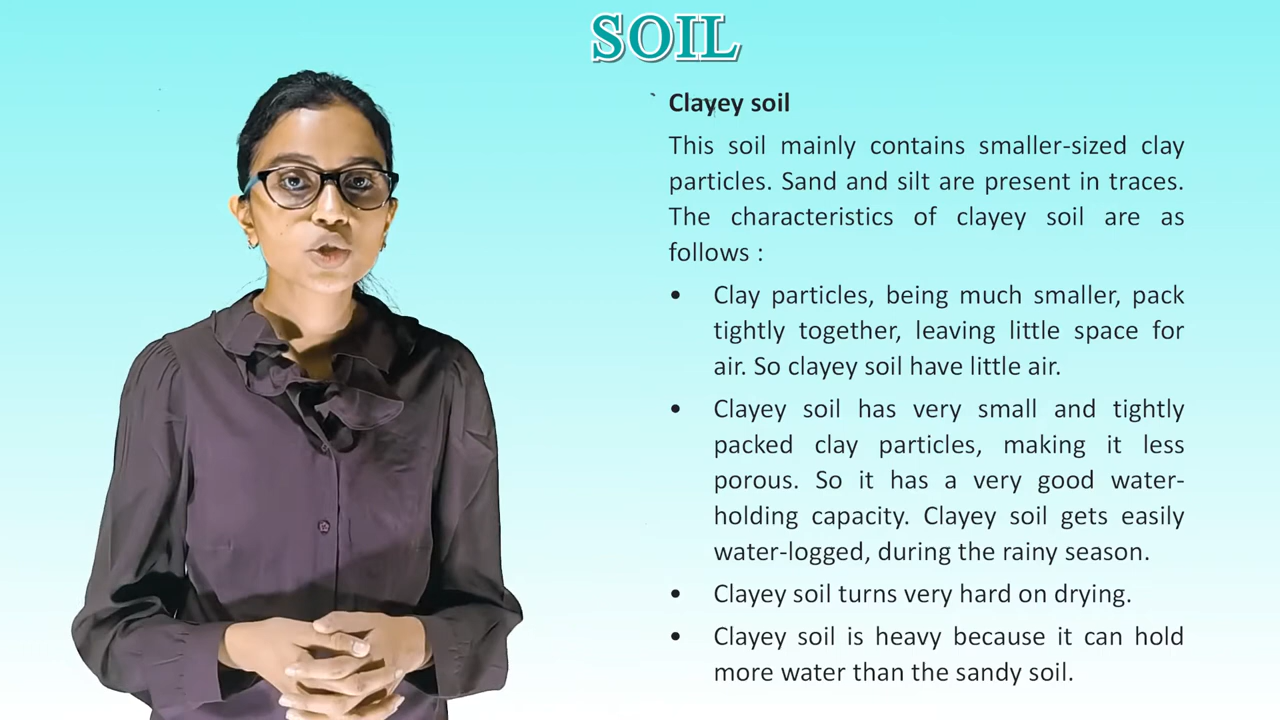 SOIL
Clayey soil
This soil mainly contains smaller-sized clay
particles. Sand and silt are present in traces.
The characteristics of clayey soil are as
follows :
• Clay particles, being much smaller, pack
tightly together, leaving little space for
air. So clayey soil have little air.
• Clayey soil has very small and tightly
packed clay particles, making it less
porous. So it has a very good water-
holding capacity. Clayey soil gets easily
water-logged, during the rainy season.
• Clayey soil turns very hard on drying.
• Clayey soil is heavy because it can hold
more water than the sandy soil.